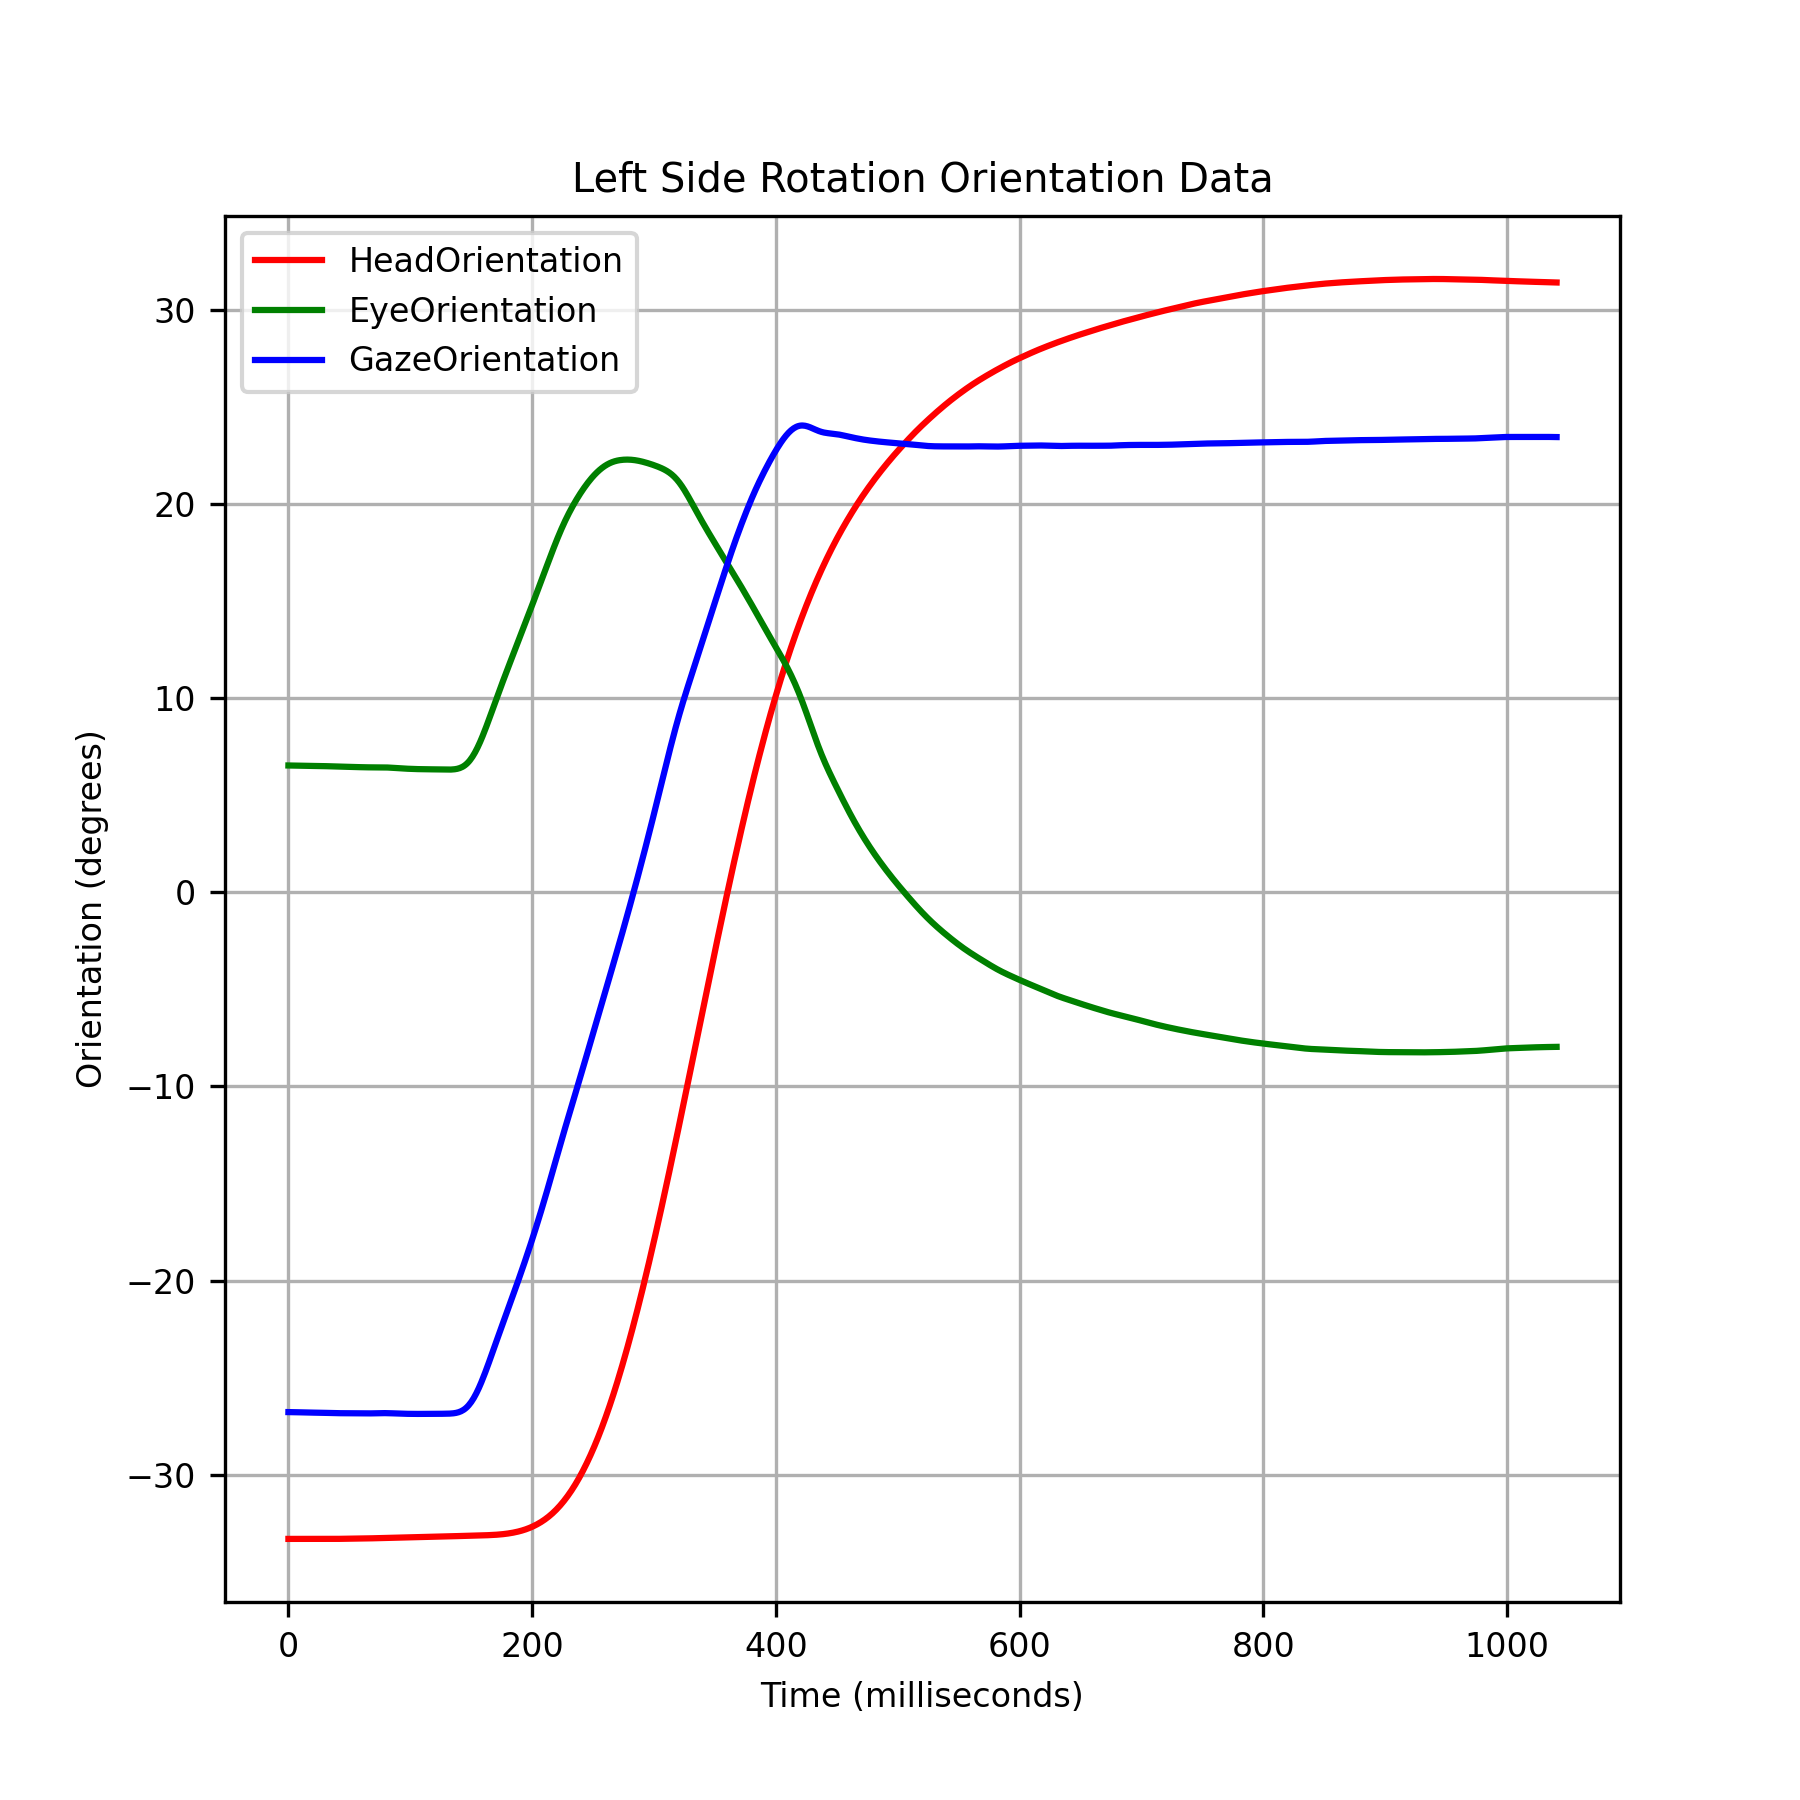 Left Side Rotation Orientation Data
HeadOrientation
EyeOrientation
GazeOrientation
30
20
10
0
−10
−20
−30
Orientation (degrees)
0 200 400 600 800 1000
Time (milliseconds)